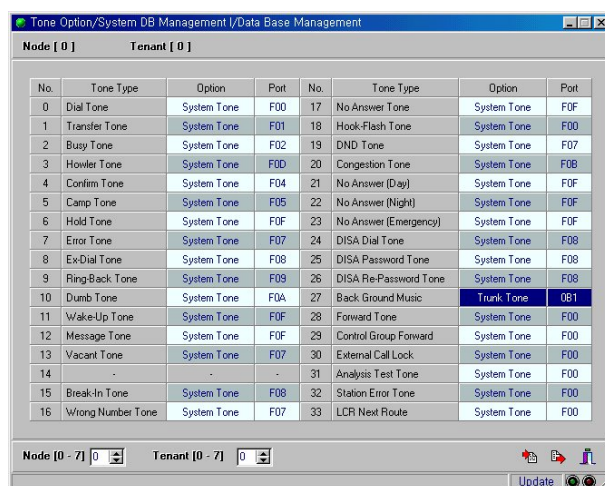 Tone Option/System DB Management I/Data Base Management
Node [ 0 ] Tenant [ 0 ]
No. Tone Type Option Port No. Tone Type Option Port
0 Dial Tone System Tone F00 17 No Answer Tone System Tone F0F
1 Transfer Tone System Tone F01 18 Hook-Flash Tone System Tone F00
2 Busy Tone System Tone F02 19 DND Tone System Tone F07
3 Howler Tone System Tone F0D 20 Congestion Tone System Tone F0B
4 Confirm Tone System Tone F04 21 No Answer (Day) System Tone F0F
5 Camp Tone System Tone F05 22 No Answer (Night) System Tone F0F
6 Hold Tone System Tone F0F 23 No Answer (Emergency) System Tone F0F
7 Error Tone System Tone F07 24 DISA Dial Tone System Tone F08
8 Ex-Dial Tone System Tone F08 25 DISA Password Tone System Tone F08
9 Ring-Back Tone System Tone F09 26 DISA Re-Password Tone System Tone F08
10 Dumb Tone System Tone F0A 27 Back Ground Music Trunk Tone 0B1
11 Wake-Up Tone System Tone F0F 28 Forward Tone System Tone F00
12 Message Tone System Tone F0F 29 Control Group Forward System Tone F00
13 Vacant Tone System Tone F07 30 External Call Lock System Tone F00
14 - - - 31 Analysis Test Tone System Tone F00
15 Break-In Tone System Tone F08 32 Station Error Tone System Tone F00
16 Wrong Number Tone System Tone F07 33 LCR Next Route System Tone F00
Node [0 - 7] 0 Tenant [0 - 7] 0
Update